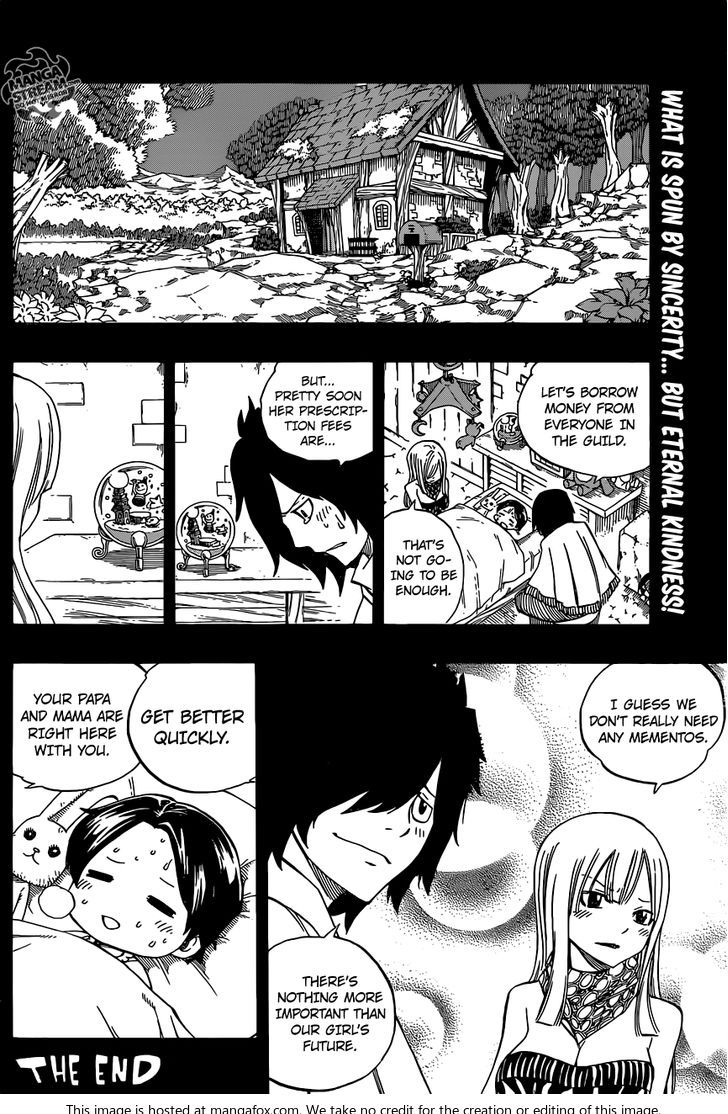 MANGA
STREAM
WHAT IS SPUN BY SINCERITY... BUT ETERNAL KINDNESS!
LET'S BORROW
MONEY FROM
EVERYONE
IN THE GUILD.
THAT'S
NOT GO-
ING TO BE
ENOUGH.
BUT...
PRETTY SOON
HER PRESCRIP-
TION FEES
ARE...
I GUESS WE
DON'T REALLY NEED
ANY MEMENTOS.
THERE'S
NOTHING MORE
IMPORTANT THAN
OUR GIRL'S
FUTURE.
GET BETTER
QUICKLY.
YOUR PAPA
AND MAMA ARE
RIGHT HERE
WITH YOU.
THE END
This image is hosted at mangafox.com. We take no credit for the creation or editing of this image.